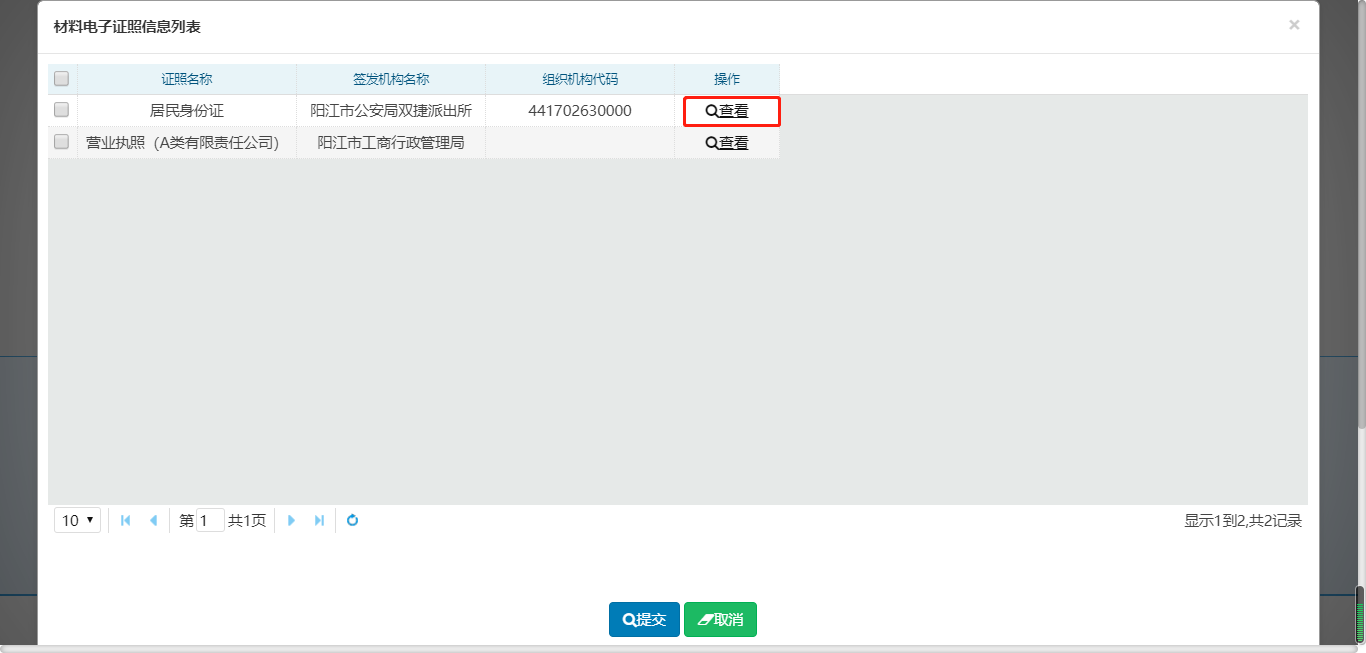 材料电子证照信息列表
×
证照名称 签发机构名称 组织机构代码 操作
居民身份证 阳江市公安局双捷派出所 441702630000 查看
营业执照（A类有限责任公司） 阳江市工商行政管理局 查看
10 第 1 共1页 显示1到2,共2记录
提交 取消